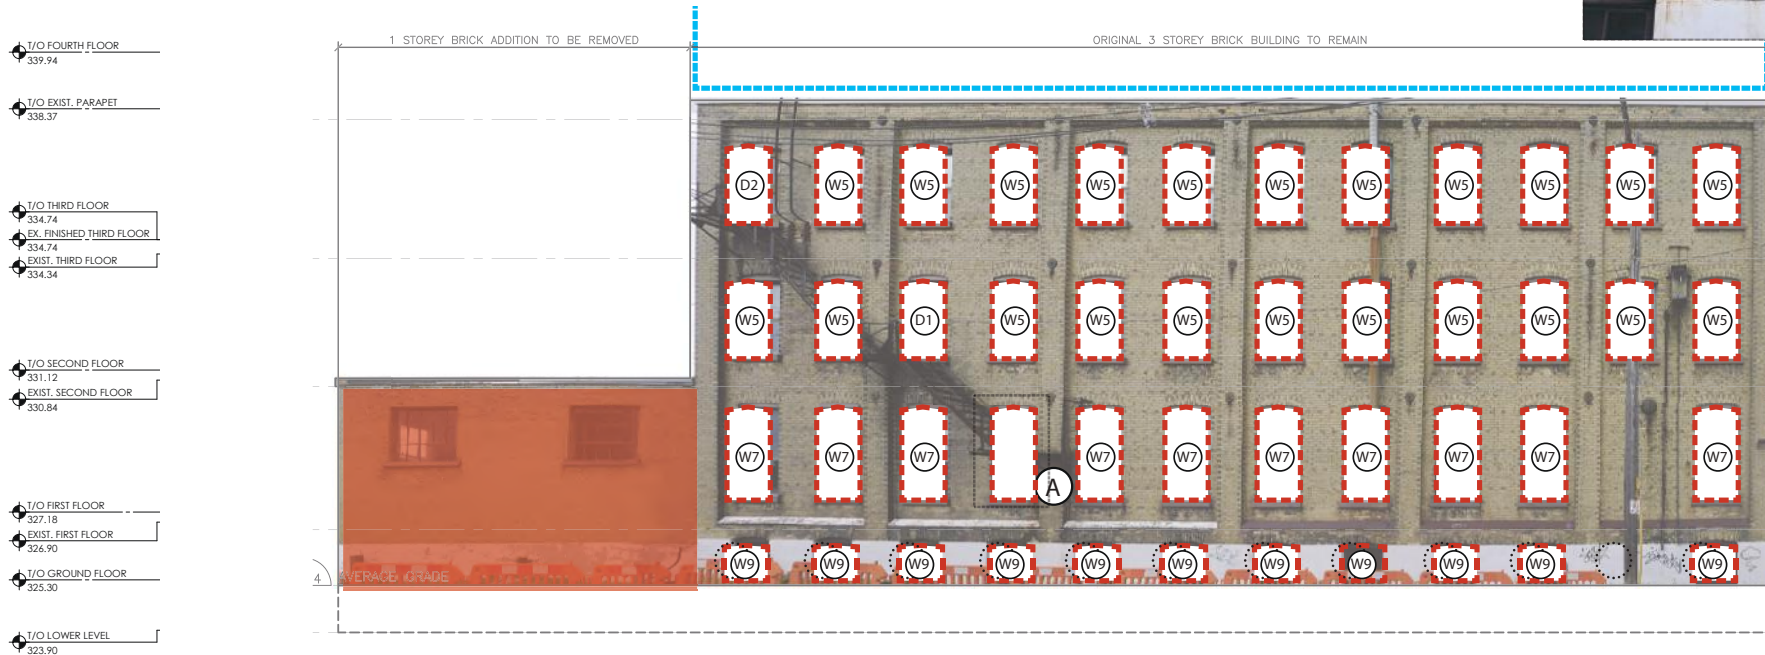 T/O FOURTH FLOOR
339.94
T/O EXIST. PARAPET
338.37
T/O THIRD FLOOR
334.74
EX. FINISHED THIRD FLOOR
334.74
EXIST. THIRD FLOOR
334.34
T/O SECOND FLOOR
331.12
EXIST. SECOND FLOOR
330.84
T/O FIRST FLOOR
327.18
EXIST. FIRST FLOOR
326.90
T/O GROUND FLOOR
325.30
T/O LOWER LEVEL
323.90
1 STOREY BRICK ADDITION TO BE REMOVED
ORIGINAL 3 STOREY BRICK BUILDING TO REMAIN
D2 W5 W5 W5 W5 W5 W5 W5 W5 W5 W5 W5
W5 W5 D1 W5 W5 W5 W5 W5 W5 W5 W5 W5
W7 W7 W7 W7 W7 W7 W7 W7 W7 W7
A
W9 W9 W9 W9 W9 W9 W9 W9 W9 W9 W9
4 AVERAGE GRADE